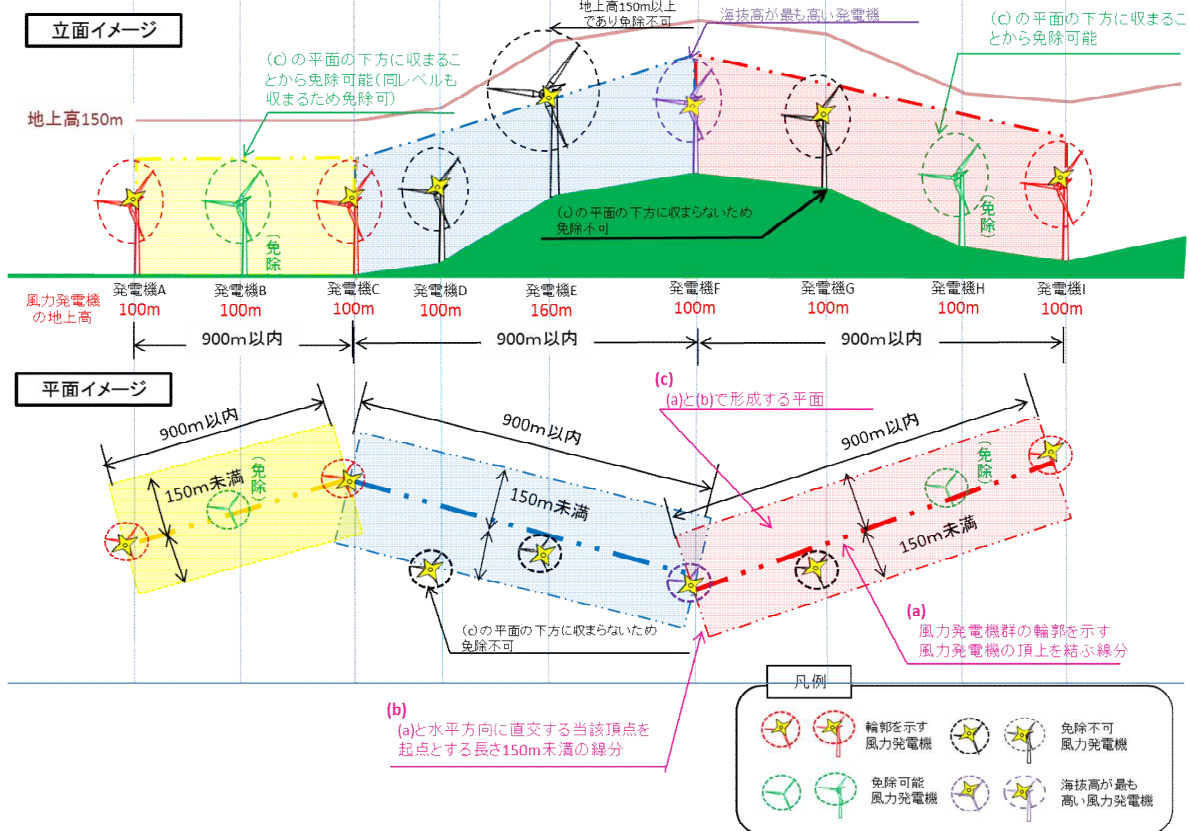 立面イメージ
地上高150m以上
であり免除不可
海抜高が最も高い発電機
(c)の平面の下方に収まるこ
とから免除可能
(c)の平面の下方に収まるこ
とから免除可能(同レベルも
収まるため免除可)
地上高150m
(免除)
(c)の平面の下方に収まらないため
免除不可
(免除)
風力発電機
の地上高
発電機A
100m
発電機B
100m
発電機C
100m
発電機D
100m
発電機E
160m
発電機F
100m
発電機G
100m
発電機H
100m
発電機I
100m
900m以内
900m以内
900m以内
平面イメージ
900m以内
150m未満
(免除)
900m以内
150m未満
(c)
(a)と(b)で形成する平面
900m以内
(免除)
150m未満
(c)の平面の下方に収まらないため
免除不可
(a)
風力発電機群の輪郭を示す
風力発電機の頂上を結ぶ線分
(b)
(a)と水平方向に直交する当該頂点を
起点とする長さ150m未満の線分
凡例
輪郭を示す
風力発電機
免除不可
風力発電機
免除可能
風力発電機
海抜高が最も
高い風力発電機